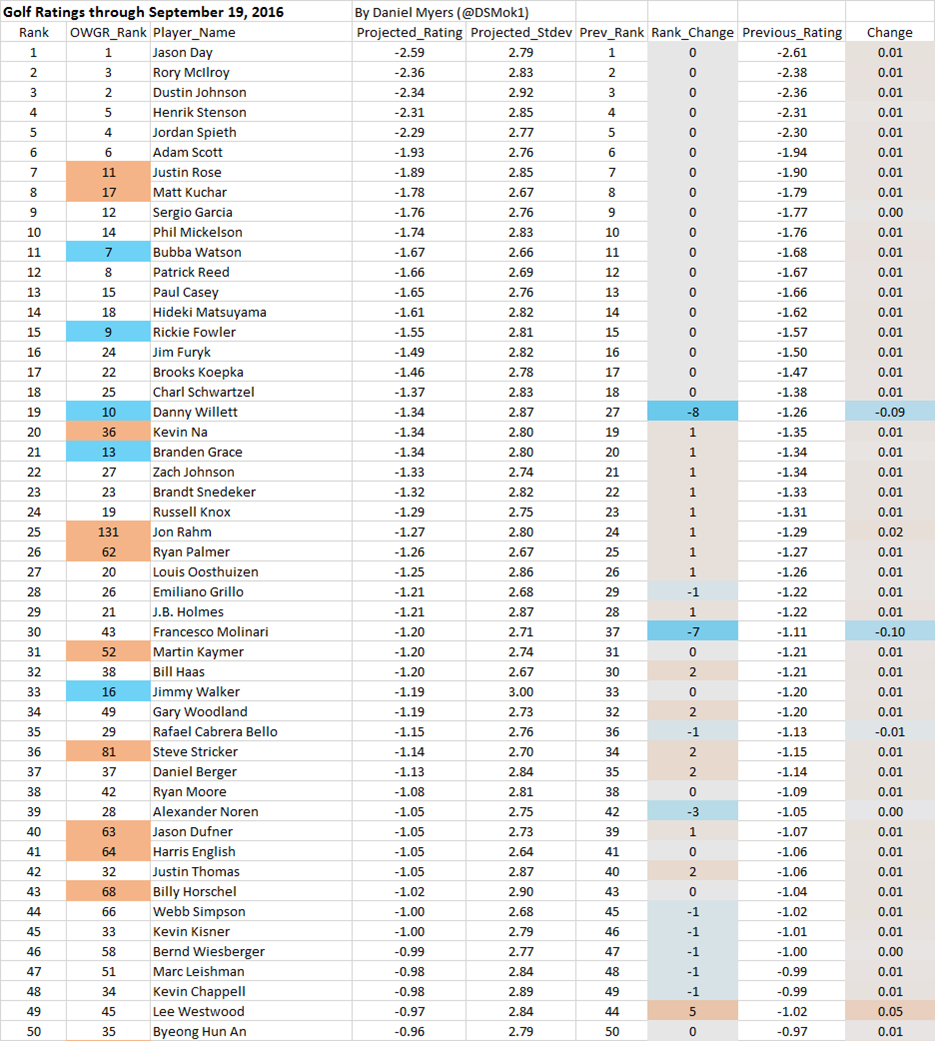 Golf Ratings through September 19, 2016 By Daniel Myers (@DSMok1)
Rank OWGR_Rank Player_Name Projected_Rating Projected_Stdev Prev_Rank Rank_Change Previous_Rating Change
1 1 Jason Day -2.59 2.79 1 0 -2.61 0.01
2 3 Rory McIlroy -2.36 2.83 2 0 -2.38 0.01
3 2 Dustin Johnson -2.34 2.92 3 0 -2.36 0.01
4 5 Henrik Stenson -2.31 2.85 4 0 -2.31 0.01
5 4 Jordan Spieth -2.29 2.77 5 0 -2.30 0.01
6 6 Adam Scott -1.93 2.76 6 0 -1.94 0.01
7 11 Justin Rose -1.89 2.85 7 0 -1.90 0.01
8 17 Matt Kuchar -1.78 2.67 8 0 -1.79 0.01
9 12 Sergio Garcia -1.76 2.76 9 0 -1.77 0.00
10 14 Phil Mickelson -1.74 2.83 10 0 -1.76 0.01
11 7 Bubba Watson -1.67 2.66 11 0 -1.68 0.01
12 8 Patrick Reed -1.66 2.69 12 0 -1.67 0.01
13 15 Paul Casey -1.65 2.76 13 0 -1.66 0.01
14 18 Hideki Matsuyama -1.61 2.82 14 0 -1.62 0.01
15 9 Rickie Fowler -1.55 2.81 15 0 -1.57 0.01
16 24 Jim Furyk -1.49 2.82 16 0 -1.50 0.01
17 22 Brooks Koepka -1.46 2.78 17 0 -1.47 0.01
18 25 Charl Schwartzel -1.37 2.83 18 0 -1.38 0.01
19 10 Danny Willett -1.34 2.87 27 -8 -1.26 -0.09
20 36 Kevin Na -1.34 2.80 19 1 -1.35 0.01
21 13 Branden Grace -1.34 2.80 20 1 -1.34 0.01
22 27 Zach Johnson -1.33 2.74 21 1 -1.34 0.01
23 23 Brandt Snedeker -1.32 2.82 22 1 -1.33 0.01
24 19 Russell Knox -1.29 2.75 23 1 -1.31 0.01
25 131 Jon Rahm -1.27 2.80 24 1 -1.29 0.02
26 62 Ryan Palmer -1.26 2.67 25 1 -1.27 0.01
27 20 Louis Oosthuizen -1.25 2.86 26 1 -1.26 0.01
28 26 Emiliano Grillo -1.21 2.68 29 -1 -1.22 0.01
29 21 J.B. Holmes -1.21 2.87 28 1 -1.22 0.01
30 43 Francesco Molinari -1.20 2.71 37 -7 -1.11 -0.10
31 52 Martin Kaymer -1.20 2.74 31 0 -1.21 0.01
32 38 Bill Haas -1.20 2.67 30 2 -1.21 0.01
33 16 Jimmy Walker -1.19 3.00 33 0 -1.20 0.01
34 49 Gary Woodland -1.19 2.73 32 2 -1.20 0.01
35 29 Rafael Cabrera Bello -1.15 2.76 36 -1 -1.13 -0.01
36 81 Steve Stricker -1.14 2.70 34 2 -1.15 0.01
37 37 Daniel Berger -1.13 2.84 35 2 -1.14 0.01
38 42 Ryan Moore -1.08 2.81 38 0 -1.09 0.01
39 28 Alexander Noren -1.05 2.75 42 -3 -1.05 0.00
40 63 Jason Dufner -1.05 2.73 39 1 -1.07 0.01
41 64 Harris English -1.05 2.64 41 0 -1.06 0.01
42 32 Justin Thomas -1.05 2.87 40 2 -1.06 0.01
43 68 Billy Horschel -1.02 2.90 43 0 -1.04 0.01
44 66 Webb Simpson -1.00 2.68 45 -1 -1.02 0.01
45 33 Kevin Kisner -1.00 2.79 46 -1 -1.01 0.01
46 58 Bernd Wiesberger -0.99 2.77 47 -1 -1.00 0.00
47 51 Marc Leishman -0.98 2.84 48 -1 -0.99 0.01
48 34 Kevin Chappell -0.98 2.89 49 -1 -0.99 0.01
49 45 Lee Westwood -0.97 2.84 44 5 -1.02 0.05
50 35 Byeong Hun An -0.96 2.79 50 0 -0.97 0.01